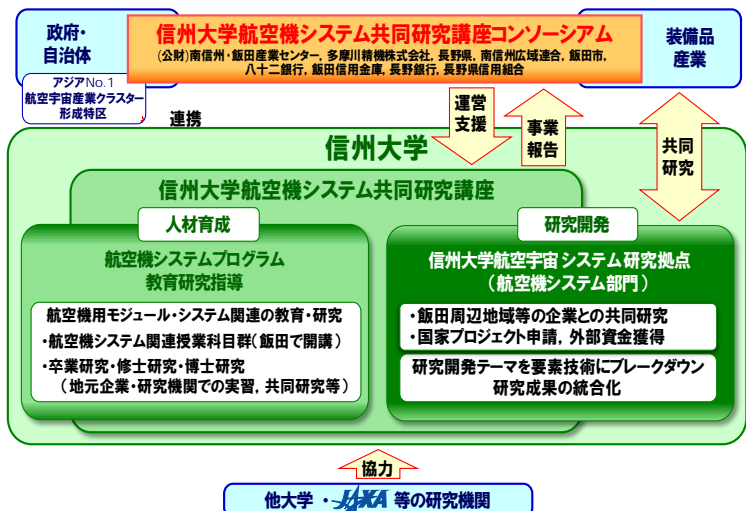 政府・
自治体
信州大学航空機システム共同研究講座コンソーシアム
(公財)南信州・飯田産業センター, 多摩川精機株式会社, 長野県, 南信州広域連合, 飯田市,
八十二銀行, 飯田信用金庫, 長野銀行, 長野県信用組合
装備品
産業
アジアNo.1
航空宇宙産業クラスター
形成特区
連携
運営
支援
事業
報告
共同
研究
信州大学
信州大学航空機システム共同研究講座
人材育成
航空機システムプログラム
教育研究指導
航空機用モジュール・システム関連の教育・研究
・航空機システム関連授業科目群(飯田で開講)
・卒業研究・修士研究・博士研究
(地元企業・研究機関での実習, 共同研究等)
研究開発
信州大学航空宇宙システム研究拠点
(航空機システム部門)
・飯田周辺地域等の企業との共同研究
・国家プロジェクト申請, 外部資金獲得
研究開発テーマを要素技術にブレークダウン
研究成果の統合化
協力
他大学・JAXA等の研究機関